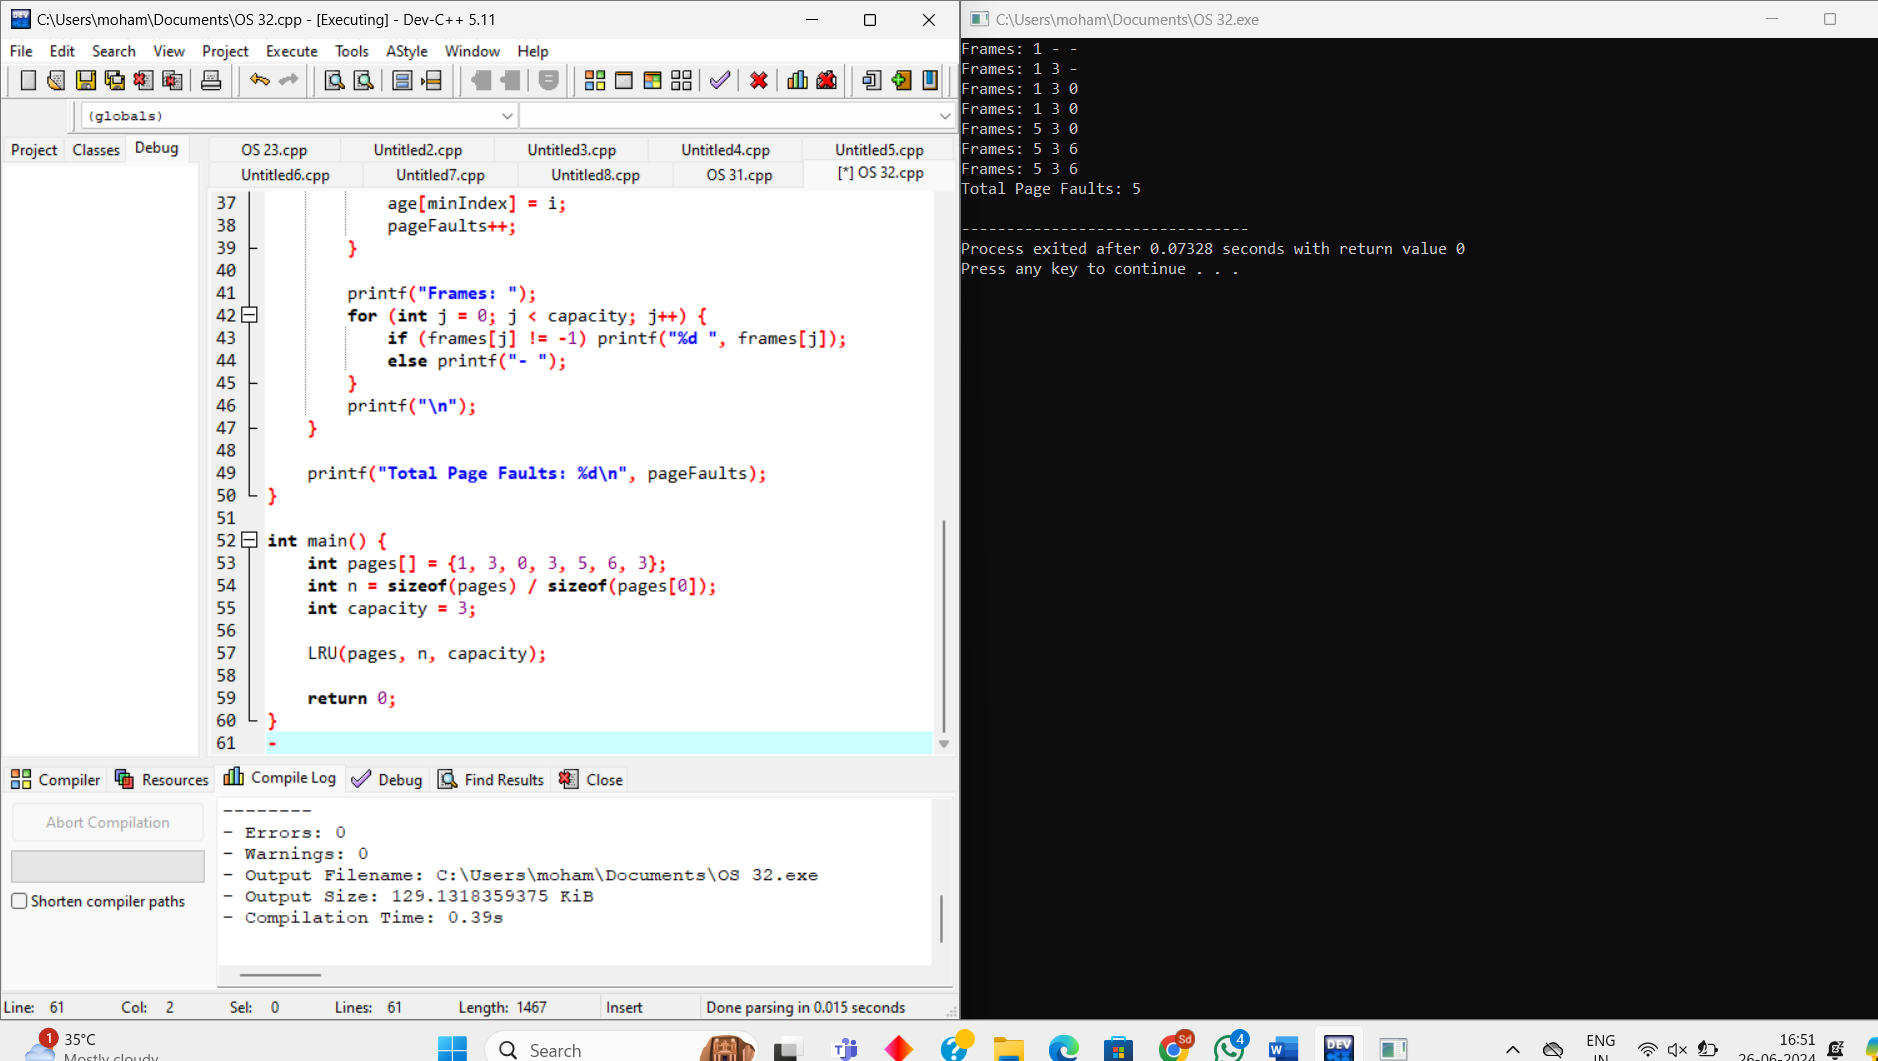 C:\Users\moham\Documents\OS 32.cpp - [Executing] - Dev-C++ 5.11
File Edit Search View Project Execute Tools AStyle Window Help
(globals)
Project Classes Debug
OS 23.cpp Untitled2.cpp Untitled3.cpp Untitled4.cpp Untitled5.cpp
Untitled6.cpp Untitled7.cpp Untitled8.cpp OS 31.cpp [*] OS 32.cpp
37 age[minIndex] = i;
38 pageFaults++;
39 }
40
41 printf("Frames: ");
42 for (int j = 0; j < capacity; j++) {
43 if (frames[j] != -1) printf("%d ", frames[j]);
44 else printf("- ");
45 }
46 printf("\n");
47 }
48
49 printf("Total Page Faults: %d\n", pageFaults);
50 }
51
52 int main() {
53 int pages[] = {1, 3, 0, 3, 5, 6, 3};
54 int n = sizeof(pages) / sizeof(pages[0]);
55 int capacity = 3;
56
57 LRU(pages, n, capacity);
58
59 return 0;
60 }
61 -
Compiler Resources Compile Log Debug Find Results Close
Abort Compilation
Shorten compiler paths
--------
- Errors: 0
- Warnings: 0
- Output Filename: C:\Users\moham\Documents\OS 32.exe
- Output Size: 129.1318359375 KiB
- Compilation Time: 0.39s
Line: 61 Col: 2 Sel: 0 Lines: 61 Length: 1467 Insert Done parsing in 0.015 seconds
C:\Users\moham\Documents\OS 32.exe
Frames: 1 - -
Frames: 1 3 -
Frames: 1 3 0
Frames: 1 3 0
Frames: 5 3 0
Frames: 5 3 6
Frames: 5 3 6
Total Page Faults: 5
--------------------------------
Process exited after 0.07328 seconds with return value 0
Press any key to continue . . .
1
35°C
Mostly cloudy
Search
Sd
4
DEV
ENG
IN
16:51
26-06-2024